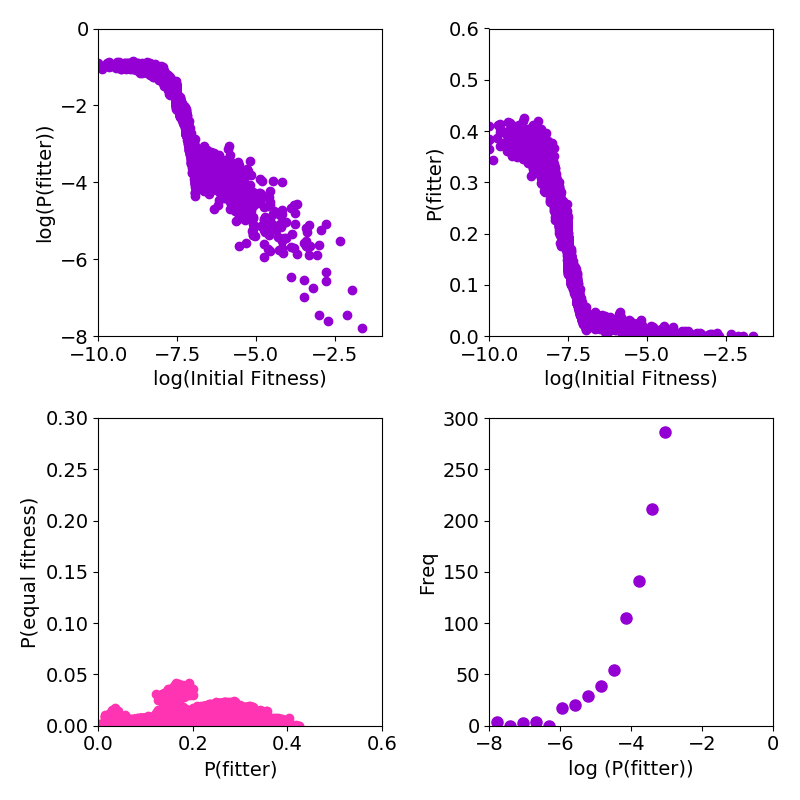 0
−2
−4
−6
−8
log(P(fitter))
−10.0 −7.5 −5.0 −2.5
log(Initial Fitness)
0.6
0.5
0.4
0.3
0.2
0.1
0.0
P(fitter)
−10.0 −7.5 −5.0 −2.5
log(Initial Fitness)
0.30
0.25
0.20
0.15
0.10
0.05
0.00
P(equal fitness)
0.0 0.2 0.4 0.6
P(fitter)
300
250
200
150
100
50
0
Freq
−8 −6 −4 −2 0
log (P(fitter))